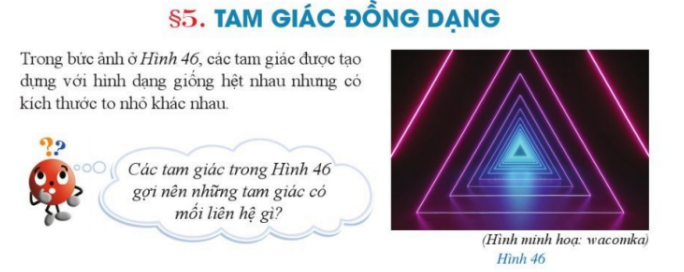 §5. TAM GIÁC ĐỒNG DẠNG
Trong bức ảnh ở Hình 46, các tam giác được tạo
dựng với hình dạng giống hệt nhau nhưng có
kích thước to nhỏ khác nhau.
??
Các tam giác trong Hình 46
gợi nên những tam giác có
mối liên hệ gì?
(Hình minh hoạ: wacomka)
Hình 46